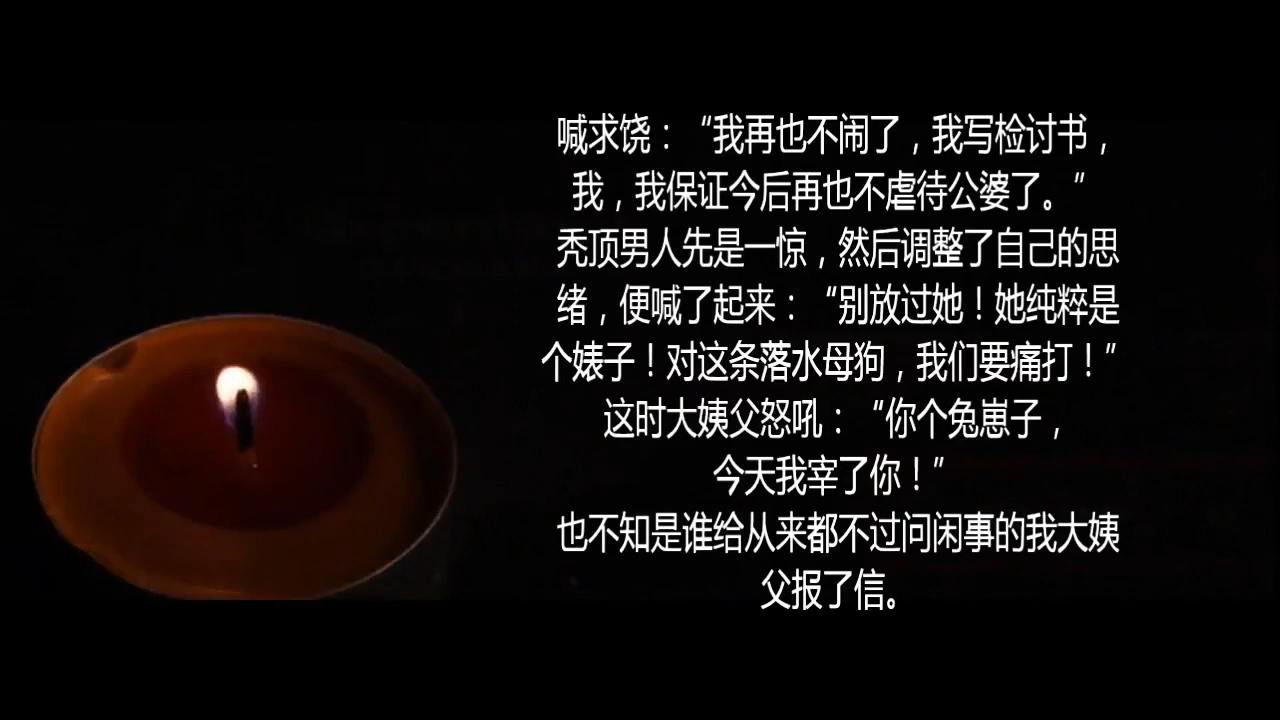 喊求饶：“我再也不闹了，我写检讨书，
我，我保证今后再也不虐待公婆了。”
秃顶男人先是一惊，然后调整了自己的思
绪，便喊了起来：“别放过她！她纯粹是
个婊子！对这条落水母狗，我们要痛打！”
这时大姨父怒吼：“你个兔崽子，
今天我宰了你！”
也不知是谁给从来都不过问闲事的我大姨
父报了信。